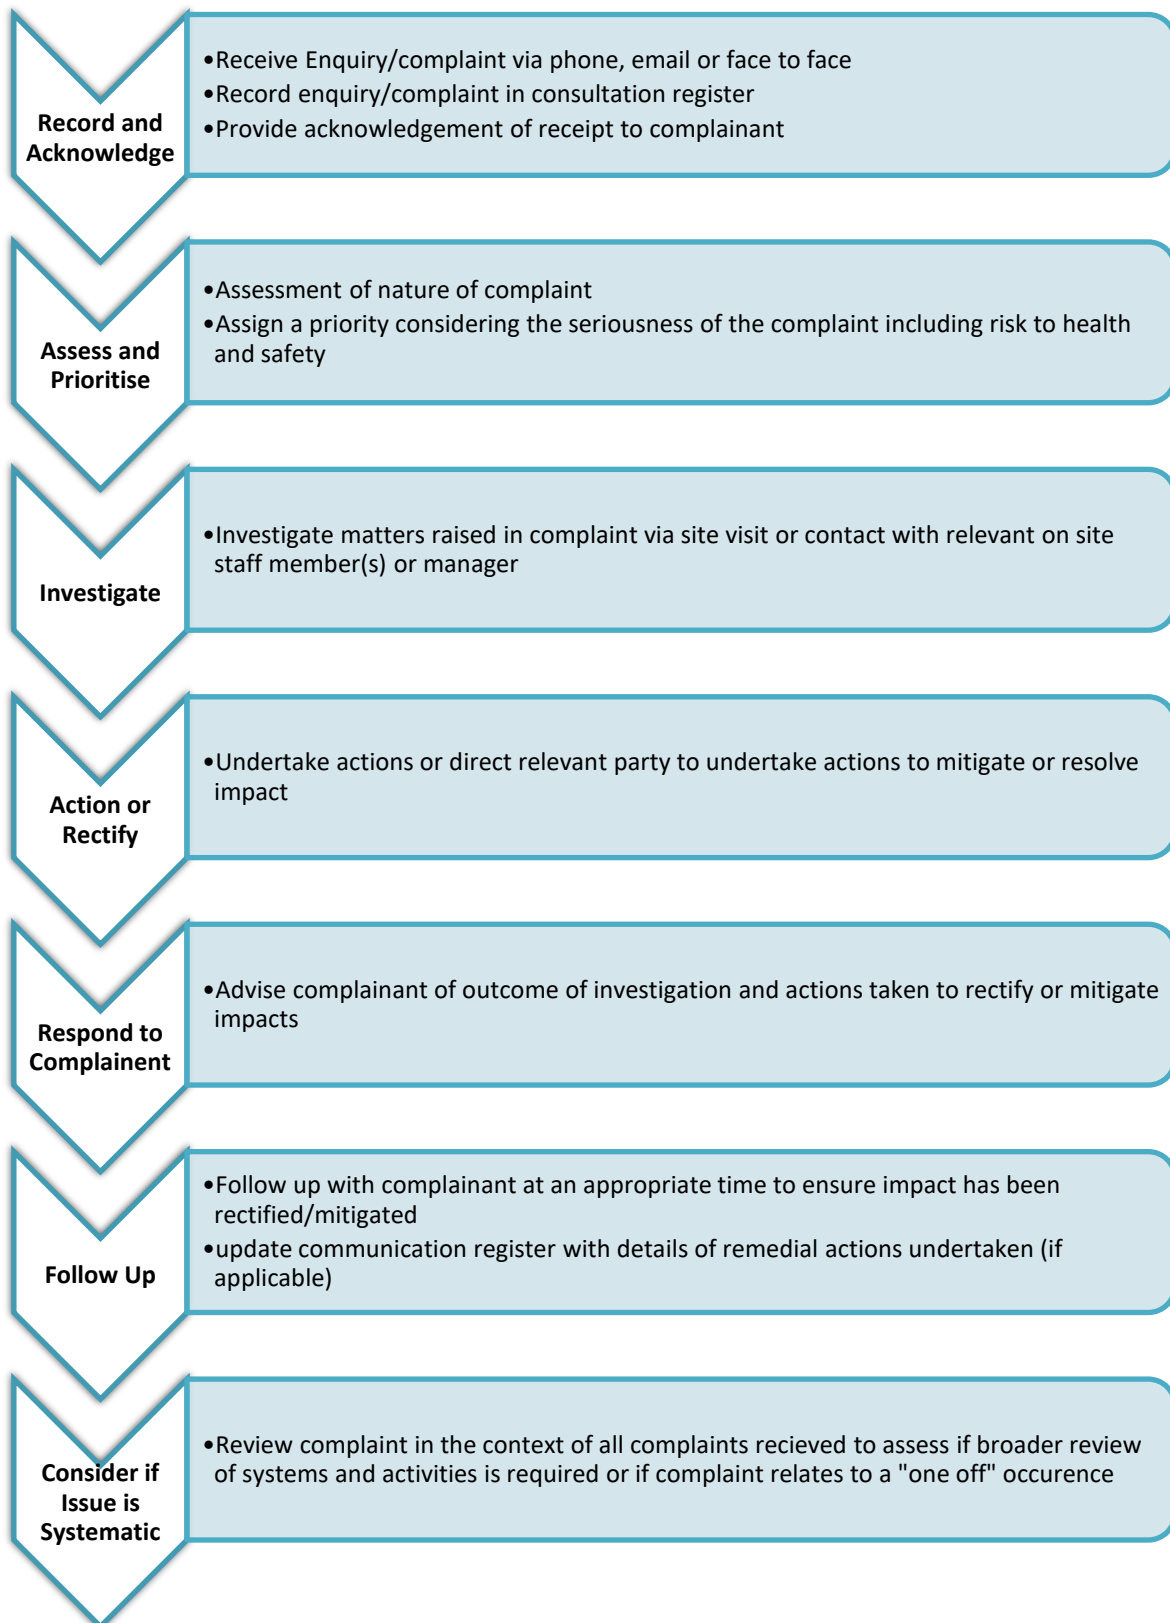 Record and
Acknowledge
•Receive Enquiry/complaint via phone, email or face to face
•Record enquiry/complaint in consultation register
•Provide acknowledgement of receipt to complainant
Assess and
Prioritise
•Assessment of nature of complaint
•Assign a priority considering the seriousness of the complaint including risk to health
and safety
Investigate
•Investigate matters raised in complaint via site visit or contact with relevant on site
staff member(s) or manager
Action or
Rectify
•Undertake actions or direct relevant party to undertake actions to mitigate or resolve
impact
Respond to
Complainent
•Advise complainant of outcome of investigation and actions taken to rectify or mitigate
impacts
Follow Up
•Follow up with complainant at an appropriate time to ensure impact has been
rectified/mitigated
•update communication register with details of remedial actions undertaken (if
applicable)
Consider if
Issue is
Systematic
•Review complaint in the context of all complaints recieved to assess if broader review
of systems and activities is required or if complaint relates to a "one off" occurence